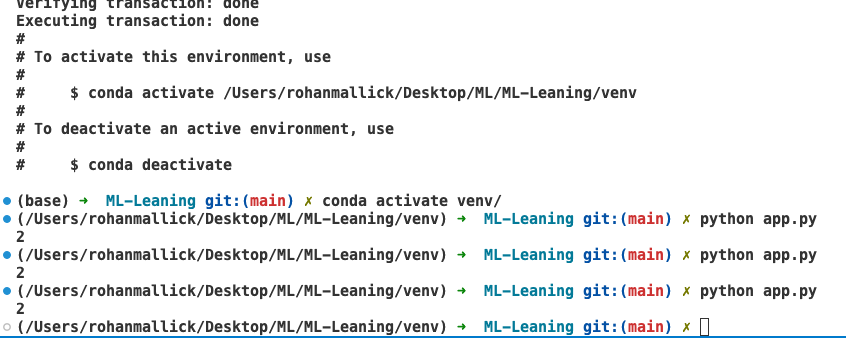 Verifying transaction: done
Executing transaction: done
#
# To activate this environment, use
#
#     $ conda activate /Users/rohanmallick/Desktop/ML/ML-Leaning/venv
#
# To deactivate an active environment, use
#
#     $ conda deactivate
(base) ➜  ML-Leaning git:(main) ✗ conda activate venv/
(/Users/rohanmallick/Desktop/ML/ML-Leaning/venv) ➜  ML-Leaning git:(main) ✗ python app.py
2
(/Users/rohanmallick/Desktop/ML/ML-Leaning/venv) ➜  ML-Leaning git:(main) ✗ python app.py
2
(/Users/rohanmallick/Desktop/ML/ML-Leaning/venv) ➜  ML-Leaning git:(main) ✗ python app.py
2
(/Users/rohanmallick/Desktop/ML/ML-Leaning/venv) ➜  ML-Leaning git:(main) ✗